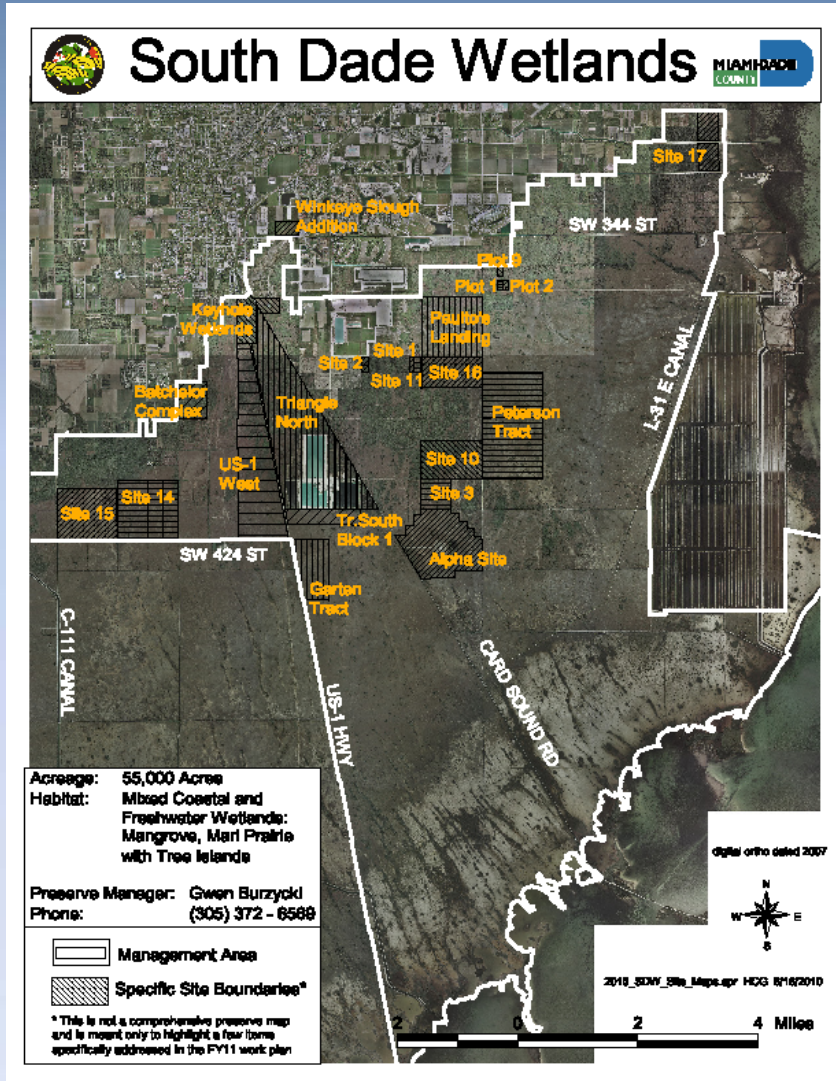 South Dade Wetlands
MIAMI-DADE
COUNTY
Site 17
Winkeye Slough
Addition
SW 344 ST
Plot 9
Plot 1
Plot 2
Keyhole
Wetlands
Paulito's
Landing
Site 1
Site 2
Site 11
Site 16
L-31 E CANAL
Batchelor
Complex
Triangle
North
Peterson
Tract
US-1
West
Site 10
Site 14
Site 3
Site 15
Tr. South
Block 1
SW 424 ST
Alpha Site
Garten
Tract
C-111 CANAL
CARD SOUND RD
US-1 HWY
Acreage: 55,000 Acres
Habitat: Mixed Coastal and
Freshwater Wetlands:
Mangrove, Marl Prairie
with Tree Islands
Preserve Manager: Gwen Burzycki
Phone: (305) 372 - 6569
Management Area
Specific Site Boundaries*
* This is not a comprehensive preserve map
and is meant only to highlight a few items
specifically addressed in the FY11 work plan
digital ortho dated 2007
N
W E
S
2010_SDW_Site_Maps.apr HCG 6/16/2010
2 0 2 4 Miles